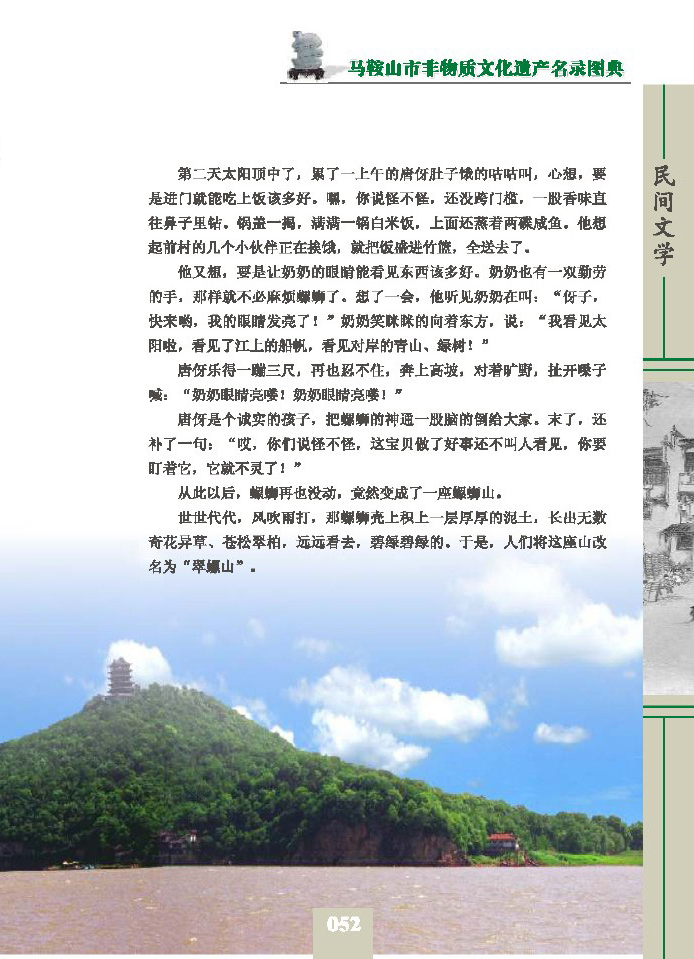 马鞍山市非物质文化遗产名录图典
第二天太阳顶中了，累了一上午的唐伢肚子饿的咕咕叫，心想，要
是进门就能吃上饭该多好。嘿，你说怪不怪，还没跨门槛，一股香味直
往鼻子里钻。锅盖一揭，满满一锅白米饭，上面还蒸着两碟咸鱼。他想
起前村的几个小伙伴正在挨饿，就把饭盛进竹篮，全送去了。
他又想，要是让奶奶的眼睛能看见东西该多好。奶奶也有一双勤劳
的手，那样就不必麻烦螺蛳了。想了一会，他听见奶奶在叫：“伢子，
快来哟，我的眼睛发亮了！”奶奶笑眯眯的向着东方，说：“我看见太
阳啦，看见了江上的船帆，看见对岸的青山、绿树！”
唐伢乐得一蹦三尺，再也忍不住，奔上高坡，对着旷野，扯开嗓子
喊：“奶奶眼睛亮喽！奶奶眼睛亮喽！”
唐伢是个诚实的孩子，把螺蛳的神通一股脑的倒给大家。末了，还
补了一句：“哎，你们说怪不怪，这宝贝做了好事还不叫人看见，你要
盯着它，它就不灵了！”
从此以后，螺蛳再也没动，竟然变成了一座螺蛳山。
世世代代，风吹雨打，那螺蛳壳上积上一层厚厚的泥土，长出无数
奇花异草、苍松翠柏，远远看去，碧绿碧绿的。于是，人们将这座山改
名为“翠螺山”。
民间文学
052